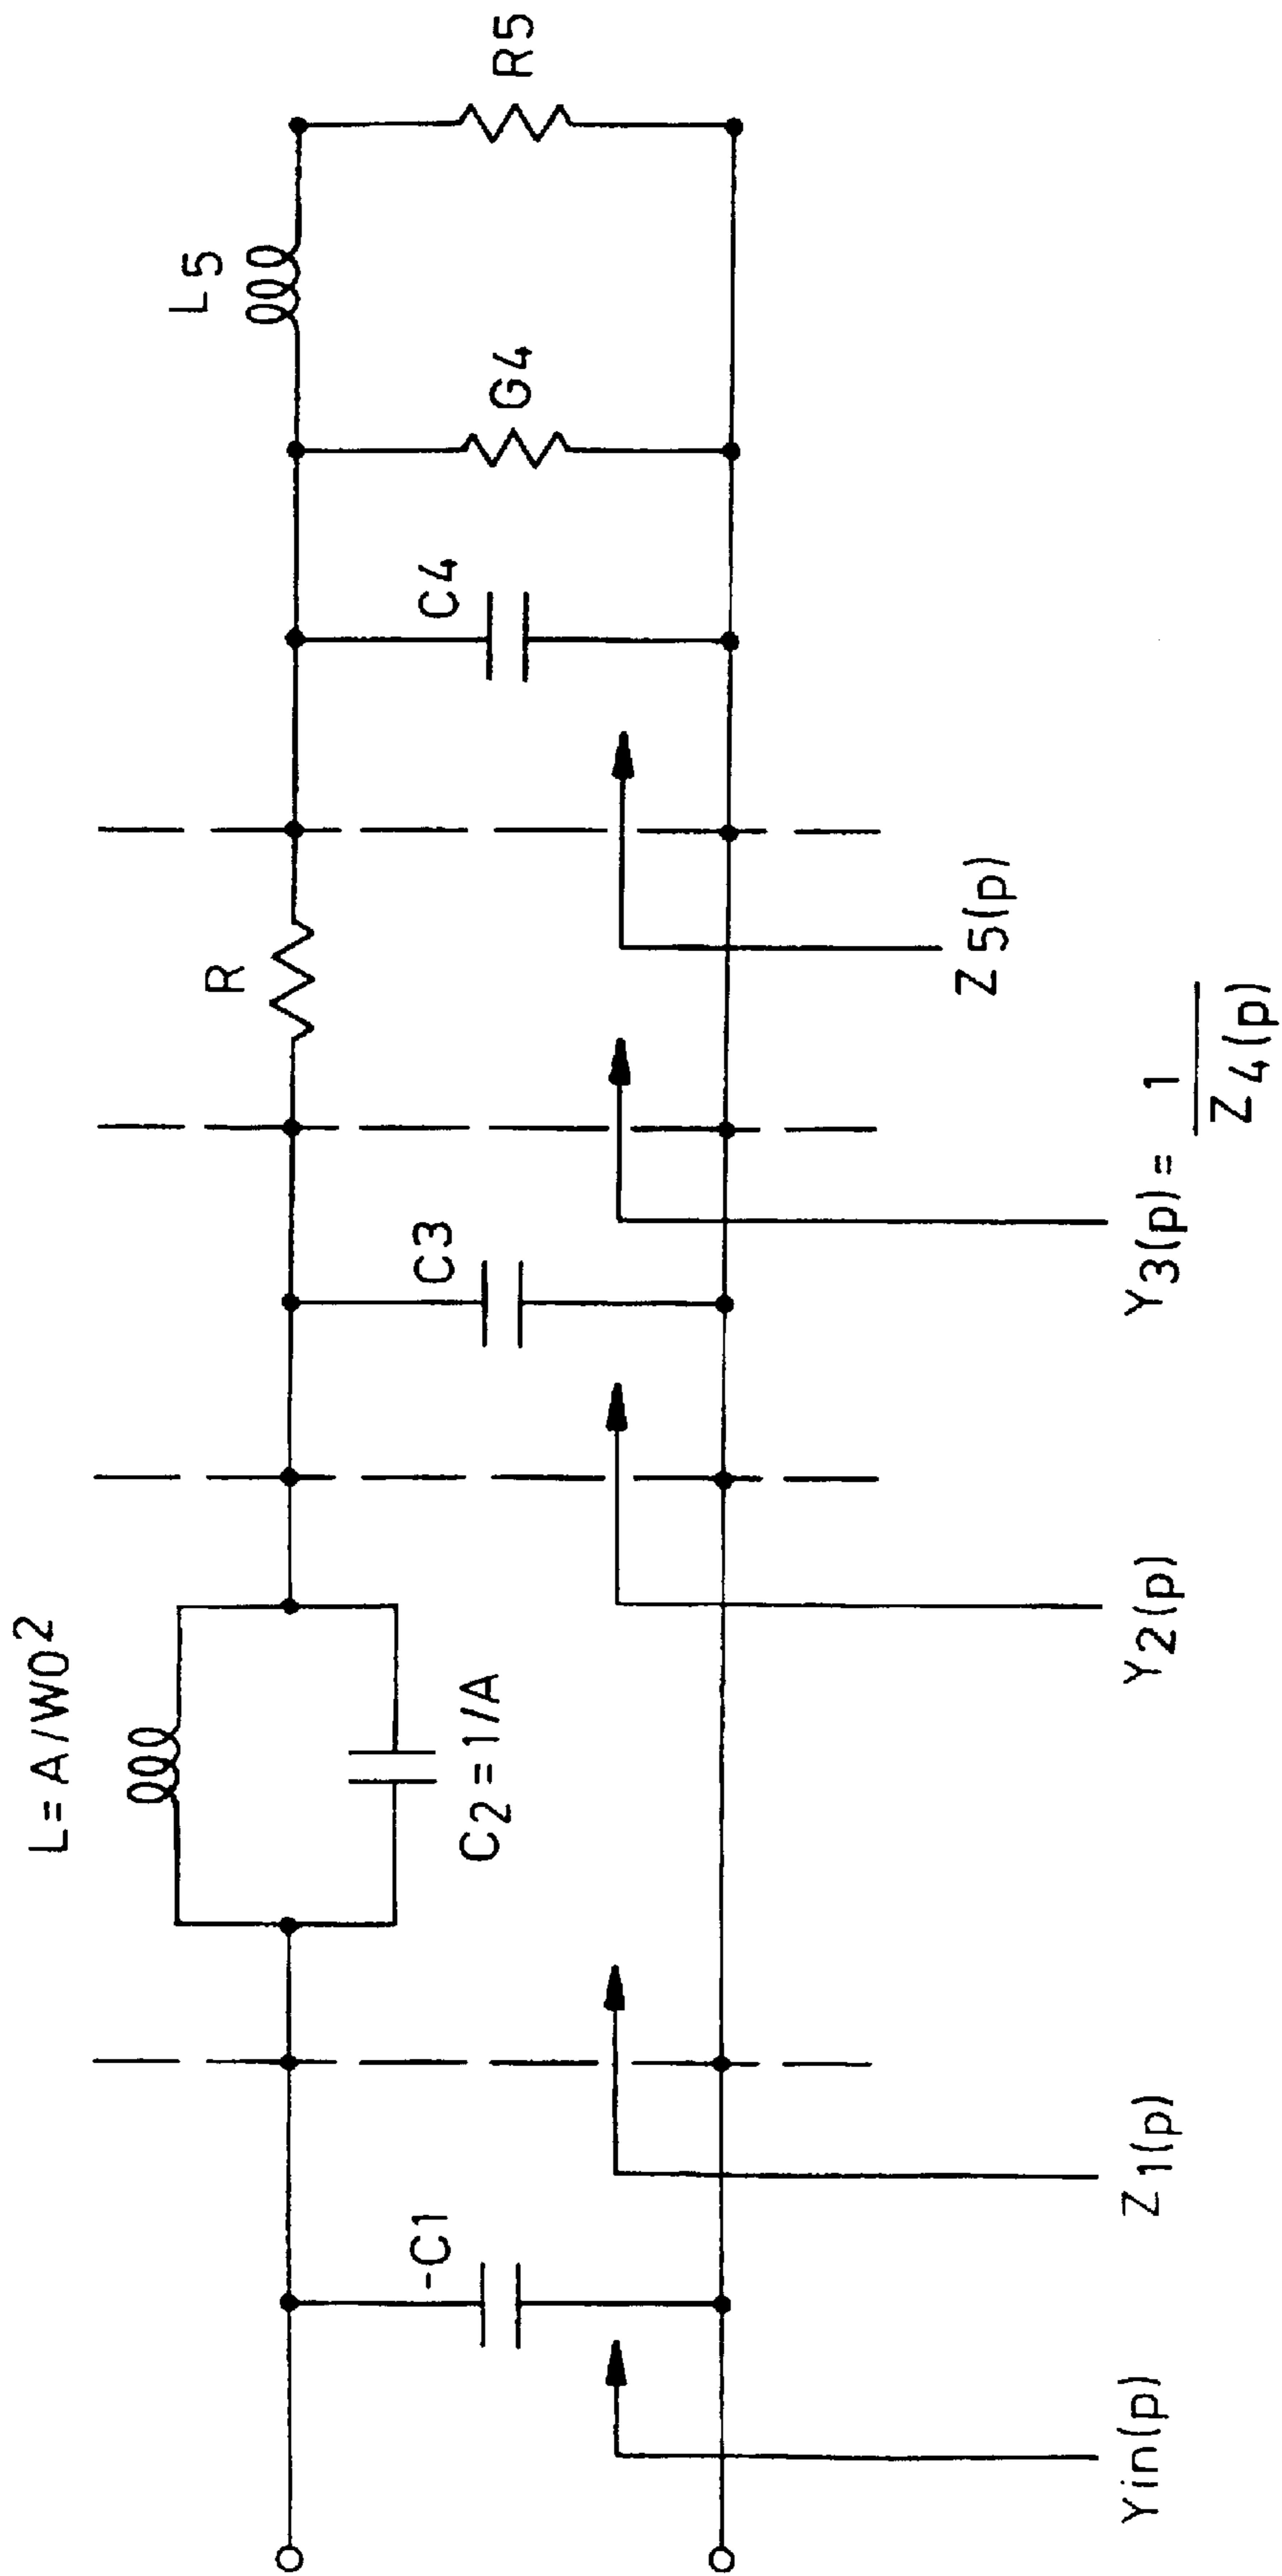 L= A/W0²
C2 = 1/A
-C1
C3
R
C4
G4
L5
R5
Yin(p)
Z1(p)
Y2(p)
Y3(p) = 1
Z4(p)
Z5(p)